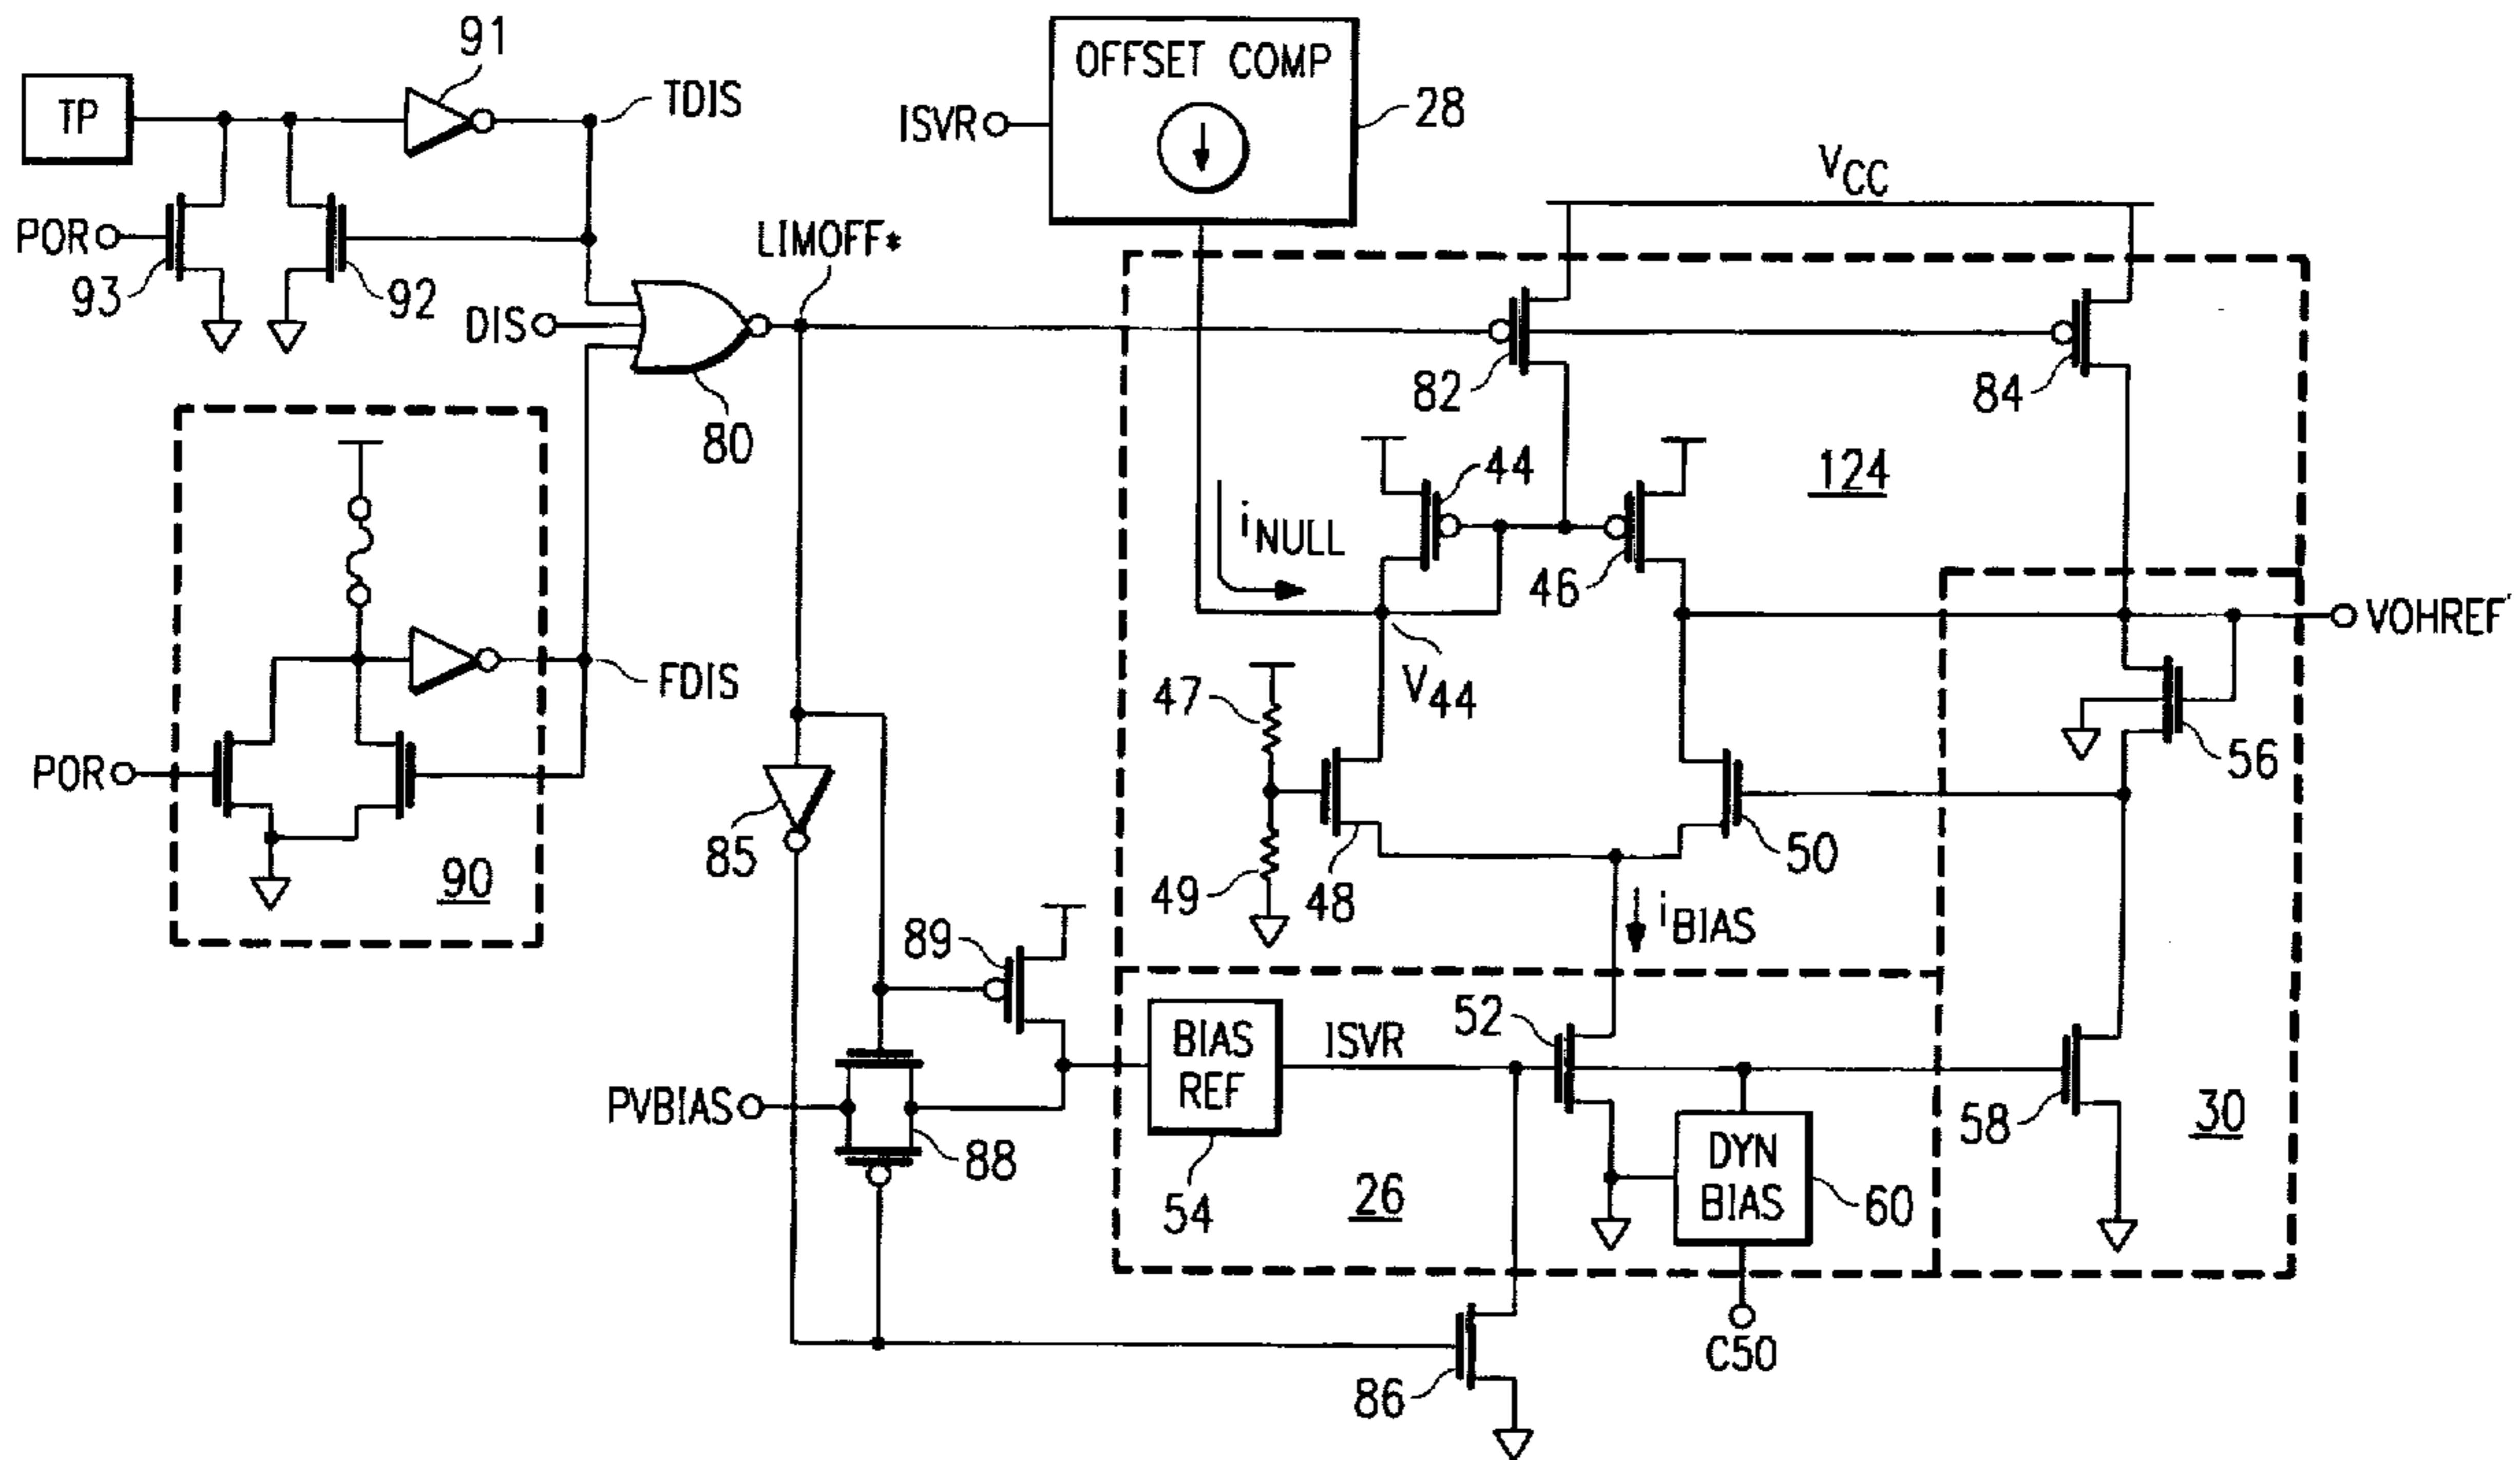 91
TP
TDIS
OFFSET COMP
ISVR
28
VCC
POR
93
92
LIMOFF*
DIS
80
82
84
44
124
iNULL
46
VOHREF
V44
FDIS
47
56
POR
85
49
48
50
90
89
iBIAS
52
BIAS
REF
ISVR
PVBIAS
88
54
26
DYN
BIAS
60
58
30
C50
86